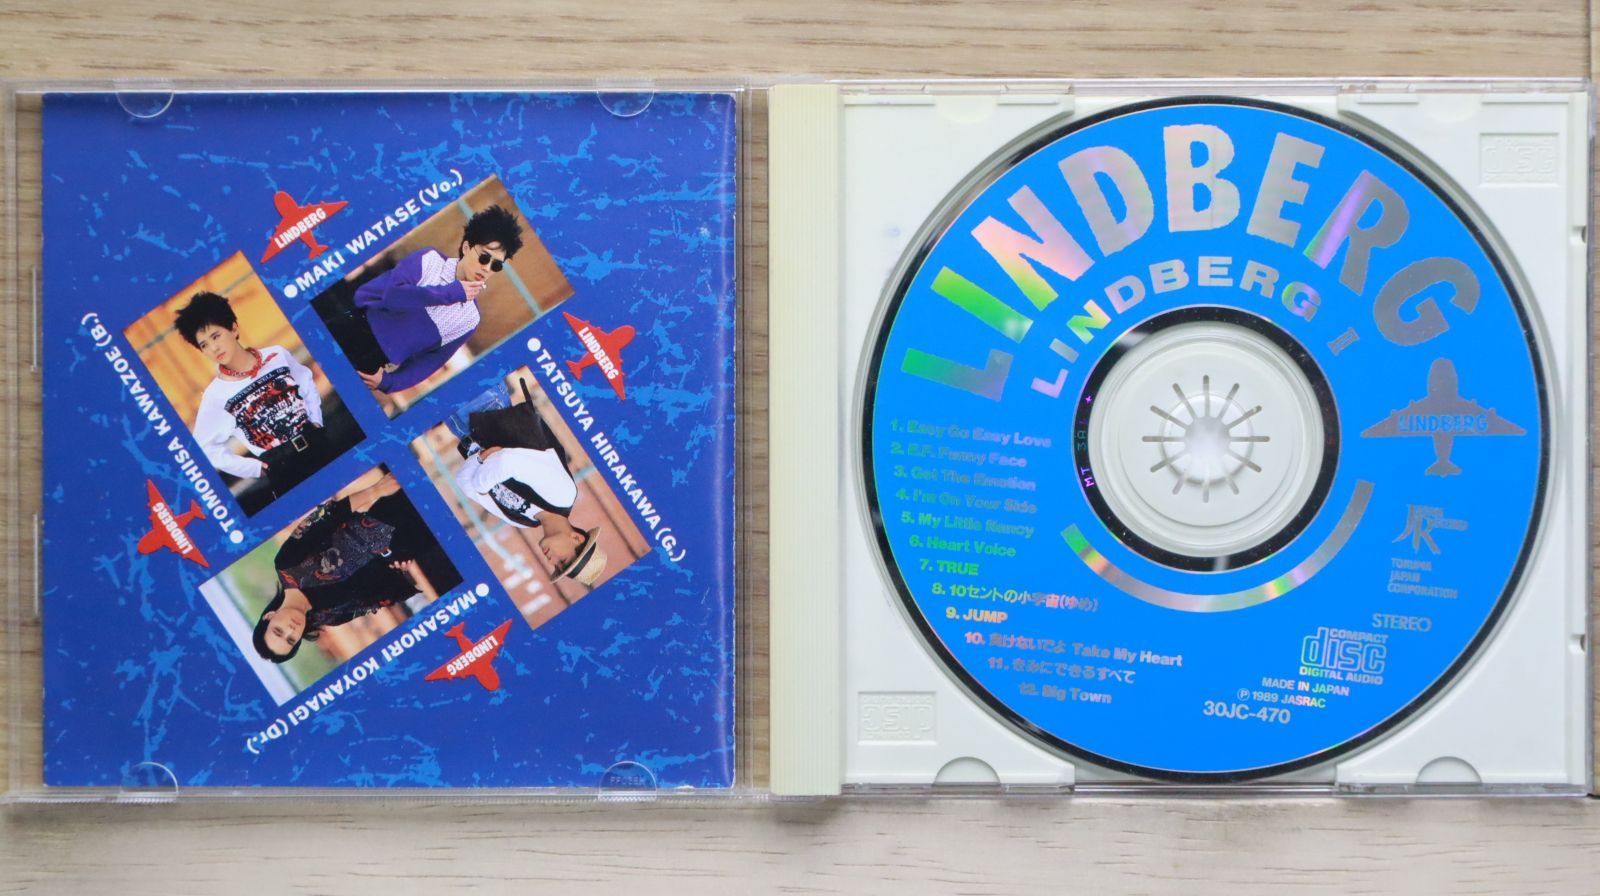 LINDBERG
●MAKI WATASE(Vo.)
LINDBERG
●TATSUYA HIRAKAWA(G.)
LINDBERG
●MASANORI KOYANAGI(Dr.)
LINDBERG
●TOMOHISA KAWAZOE(B.)
LINDBERG
LINDBERG II
LINDBERG
1. Easy Go Easy Love
2. E.F. Funny Face
3. Get The Emotion
4. I'm On Your Side
5. My Little Nancy
6. Heart Voice
7. TRUE
8. 10セントの小宇宙(ゆめ)
9. JUMP
10. 負けないでよ Take My Heart
11. きみにできるすべて
12. Big Town
JAPAN
RECORD
TOKUMA
JAPAN
CORPORATION
STEREO
COMPACT
disc
DIGITAL AUDIO
MADE IN JAPAN
Ⓟ 1989 JASRAC
30JC-470